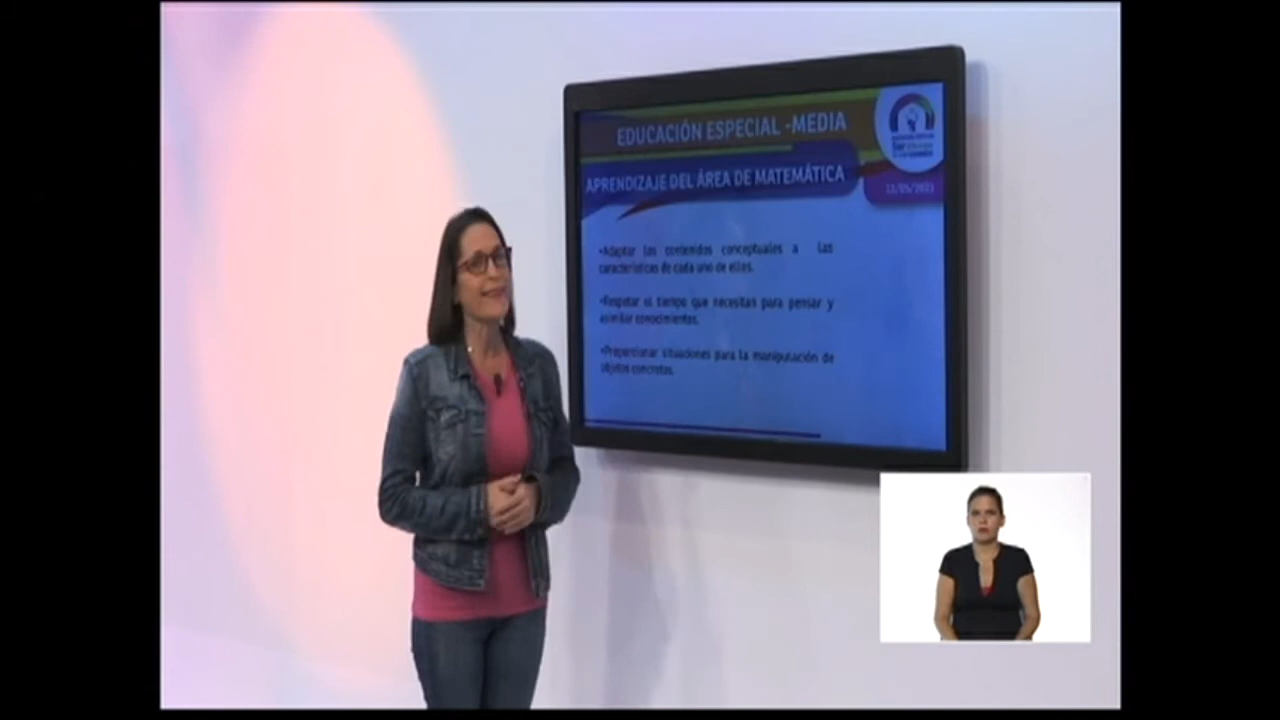 EDUCACIÓN ESPECIAL -MEDIA
APRENDIZAJE DEL ÁREA DE MATEMÁTICA
•Adaptar los contenidos conceptuales a las
características de cada uno de ellos.
•Respetar el tiempo que necesitan para pensar y
asimilar conocimientos.
•Proporcionar situaciones para la manipulación de
objetos concretos.